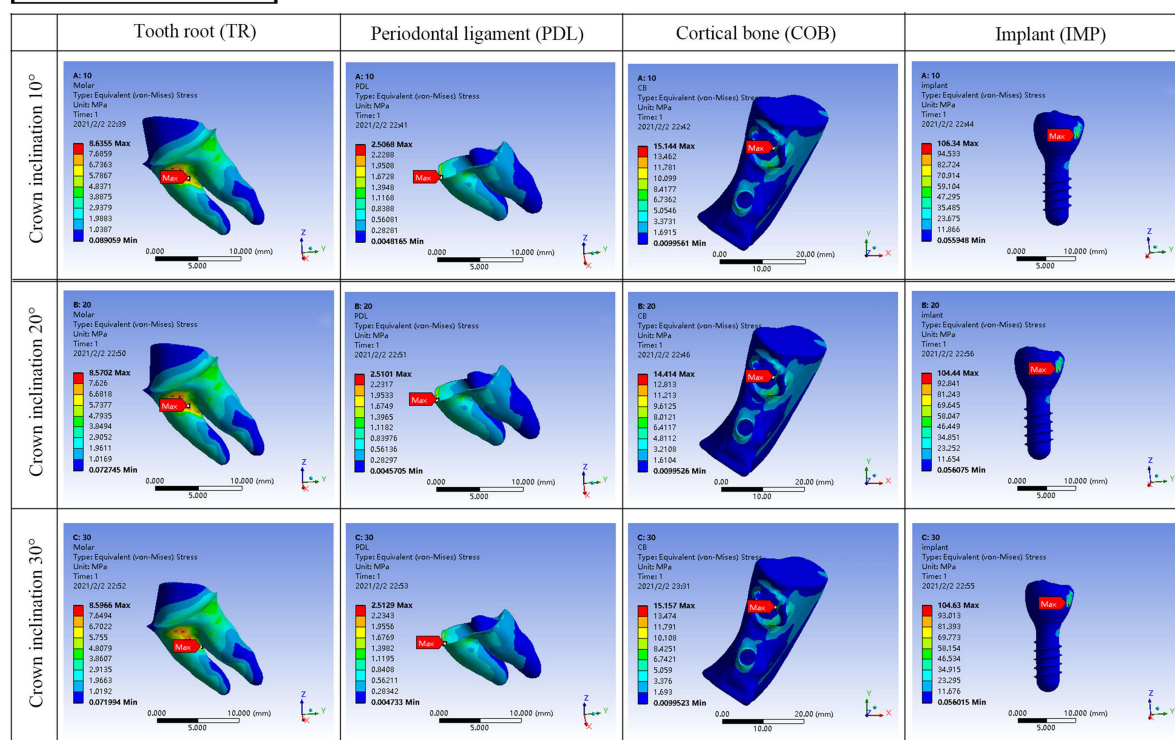 Tooth root (TR)
Periodontal ligament (PDL)
Cortical bone (COB)
Implant (IMP)
Crown inclination 10°
A: 10
Molar
Type: Equivalent (von-Mises) Stress
Unit: MPa
Time: 1
2021/2/2 22:39
8.6355 Max
7.6859
6.7363
5.7867
4.8371
3.8875
2.9379
1.9883
1.0387
0.089059 Min
Max
0.000 10.000 (mm)
5.000
Z
Y
X
A: 10
PDL
Type: Equivalent (von-Mises) Stress
Unit: MPa
Time: 1
2021/2/2 22:41
2.5068 Max
2.2288
1.9508
1.6728
1.3948
1.1168
0.8388
0.56081
0.28281
0.0048165 Min
Max
0.000 10.000 (mm)
5.000
Z
Y
X
A: 10
CB
Type: Equivalent (von-Mises) Stress
Unit: MPa
Time: 1
2021/2/2 22:42
15.144 Max
13.462
11.781
10.099
8.4177
6.7362
5.0546
3.3731
1.6915
0.0099561 Min
Max
0.00 20.00 (mm)
10.00
Y
Z
X
A: 10
implant
Type: Equivalent (von-Mises) Stress
Unit: MPa
Time: 1
2021/2/2 22:44
106.34 Max
94.533
82.724
70.914
59.104
47.295
35.485
23.675
11.866
0.055948 Min
Max
0.000 10.000 (mm)
5.000
Z
Y
X
Crown inclination 20°
B: 20
Molar
Type: Equivalent (von-Mises) Stress
Unit: MPa
Time: 1
2021/2/2 22:50
8.5702 Max
7.626
6.6818
5.7377
4.7935
3.8494
2.9052
1.9611
1.0169
0.072745 Min
Max
0.000 10.000 (mm)
5.000
Z
Y
X
B: 20
PDL
Type: Equivalent (von-Mises) Stress
Unit: MPa
Time: 1
2021/2/2 22:51
2.5101 Max
2.2317
1.9533
1.6749
1.3965
1.1182
0.83976
0.56136
0.28297
0.0045705 Min
Max
0.000 10.000 (mm)
5.000
Z
Y
X
B: 20
CB
Type: Equivalent (von-Mises) Stress
Unit: MPa
Time: 1
2021/2/2 22:46
14.414 Max
12.813
11.213
9.6125
8.0121
6.4117
4.8112
3.2108
1.6104
0.0099526 Min
Max
0.00 20.00 (mm)
10.00
Y
Z
X
B: 20
imlant
Type: Equivalent (von-Mises) Stress
Unit: MPa
Time: 1
2021/2/2 22:56
104.44 Max
92.841
81.243
69.645
58.047
46.449
34.851
23.252
11.654
0.056075 Min
Max
0.000 10.000 (mm)
5.000
Z
Y
X
Crown inclination 30°
C: 30
Molar
Type: Equivalent (von-Mises) Stress
Unit: MPa
Time: 1
2021/2/2 22:52
8.5966 Max
7.6494
6.7022
5.755
4.8079
3.8607
2.9135
1.9663
1.0192
0.071994 Min
Max
0.000 10.000 (mm)
5.000
Z
Y
X
C: 30
PDL
Type: Equivalent (von-Mises) Stress
Unit: MPa
Time: 1
2021/2/2 22:53
2.5129 Max
2.2343
1.9556
1.6769
1.3982
1.1195
0.8408
0.56211
0.28342
0.004733 Min
Max
0.000 10.000 (mm)
5.000
Z
Y
X
C: 30
CB
Type: Equivalent (von-Mises) Stress
Unit: MPa
Time: 1
2021/2/2 23:31
15.157 Max
13.474
11.791
10.108
8.4251
6.7421
5.059
3.376
1.693
0.0099523 Min
Max
0.00 20.00 (mm)
10.00
Y
Z
X
C: 30
implant
Type: Equivalent (von-Mises) Stress
Unit: MPa
Time: 1
2021/2/2 22:55
104.63 Max
93.013
81.393
69.773
58.154
46.534
34.915
23.295
11.676
0.056015 Min
Max
0.000 10.000 (mm)
5.000
Z
Y
X